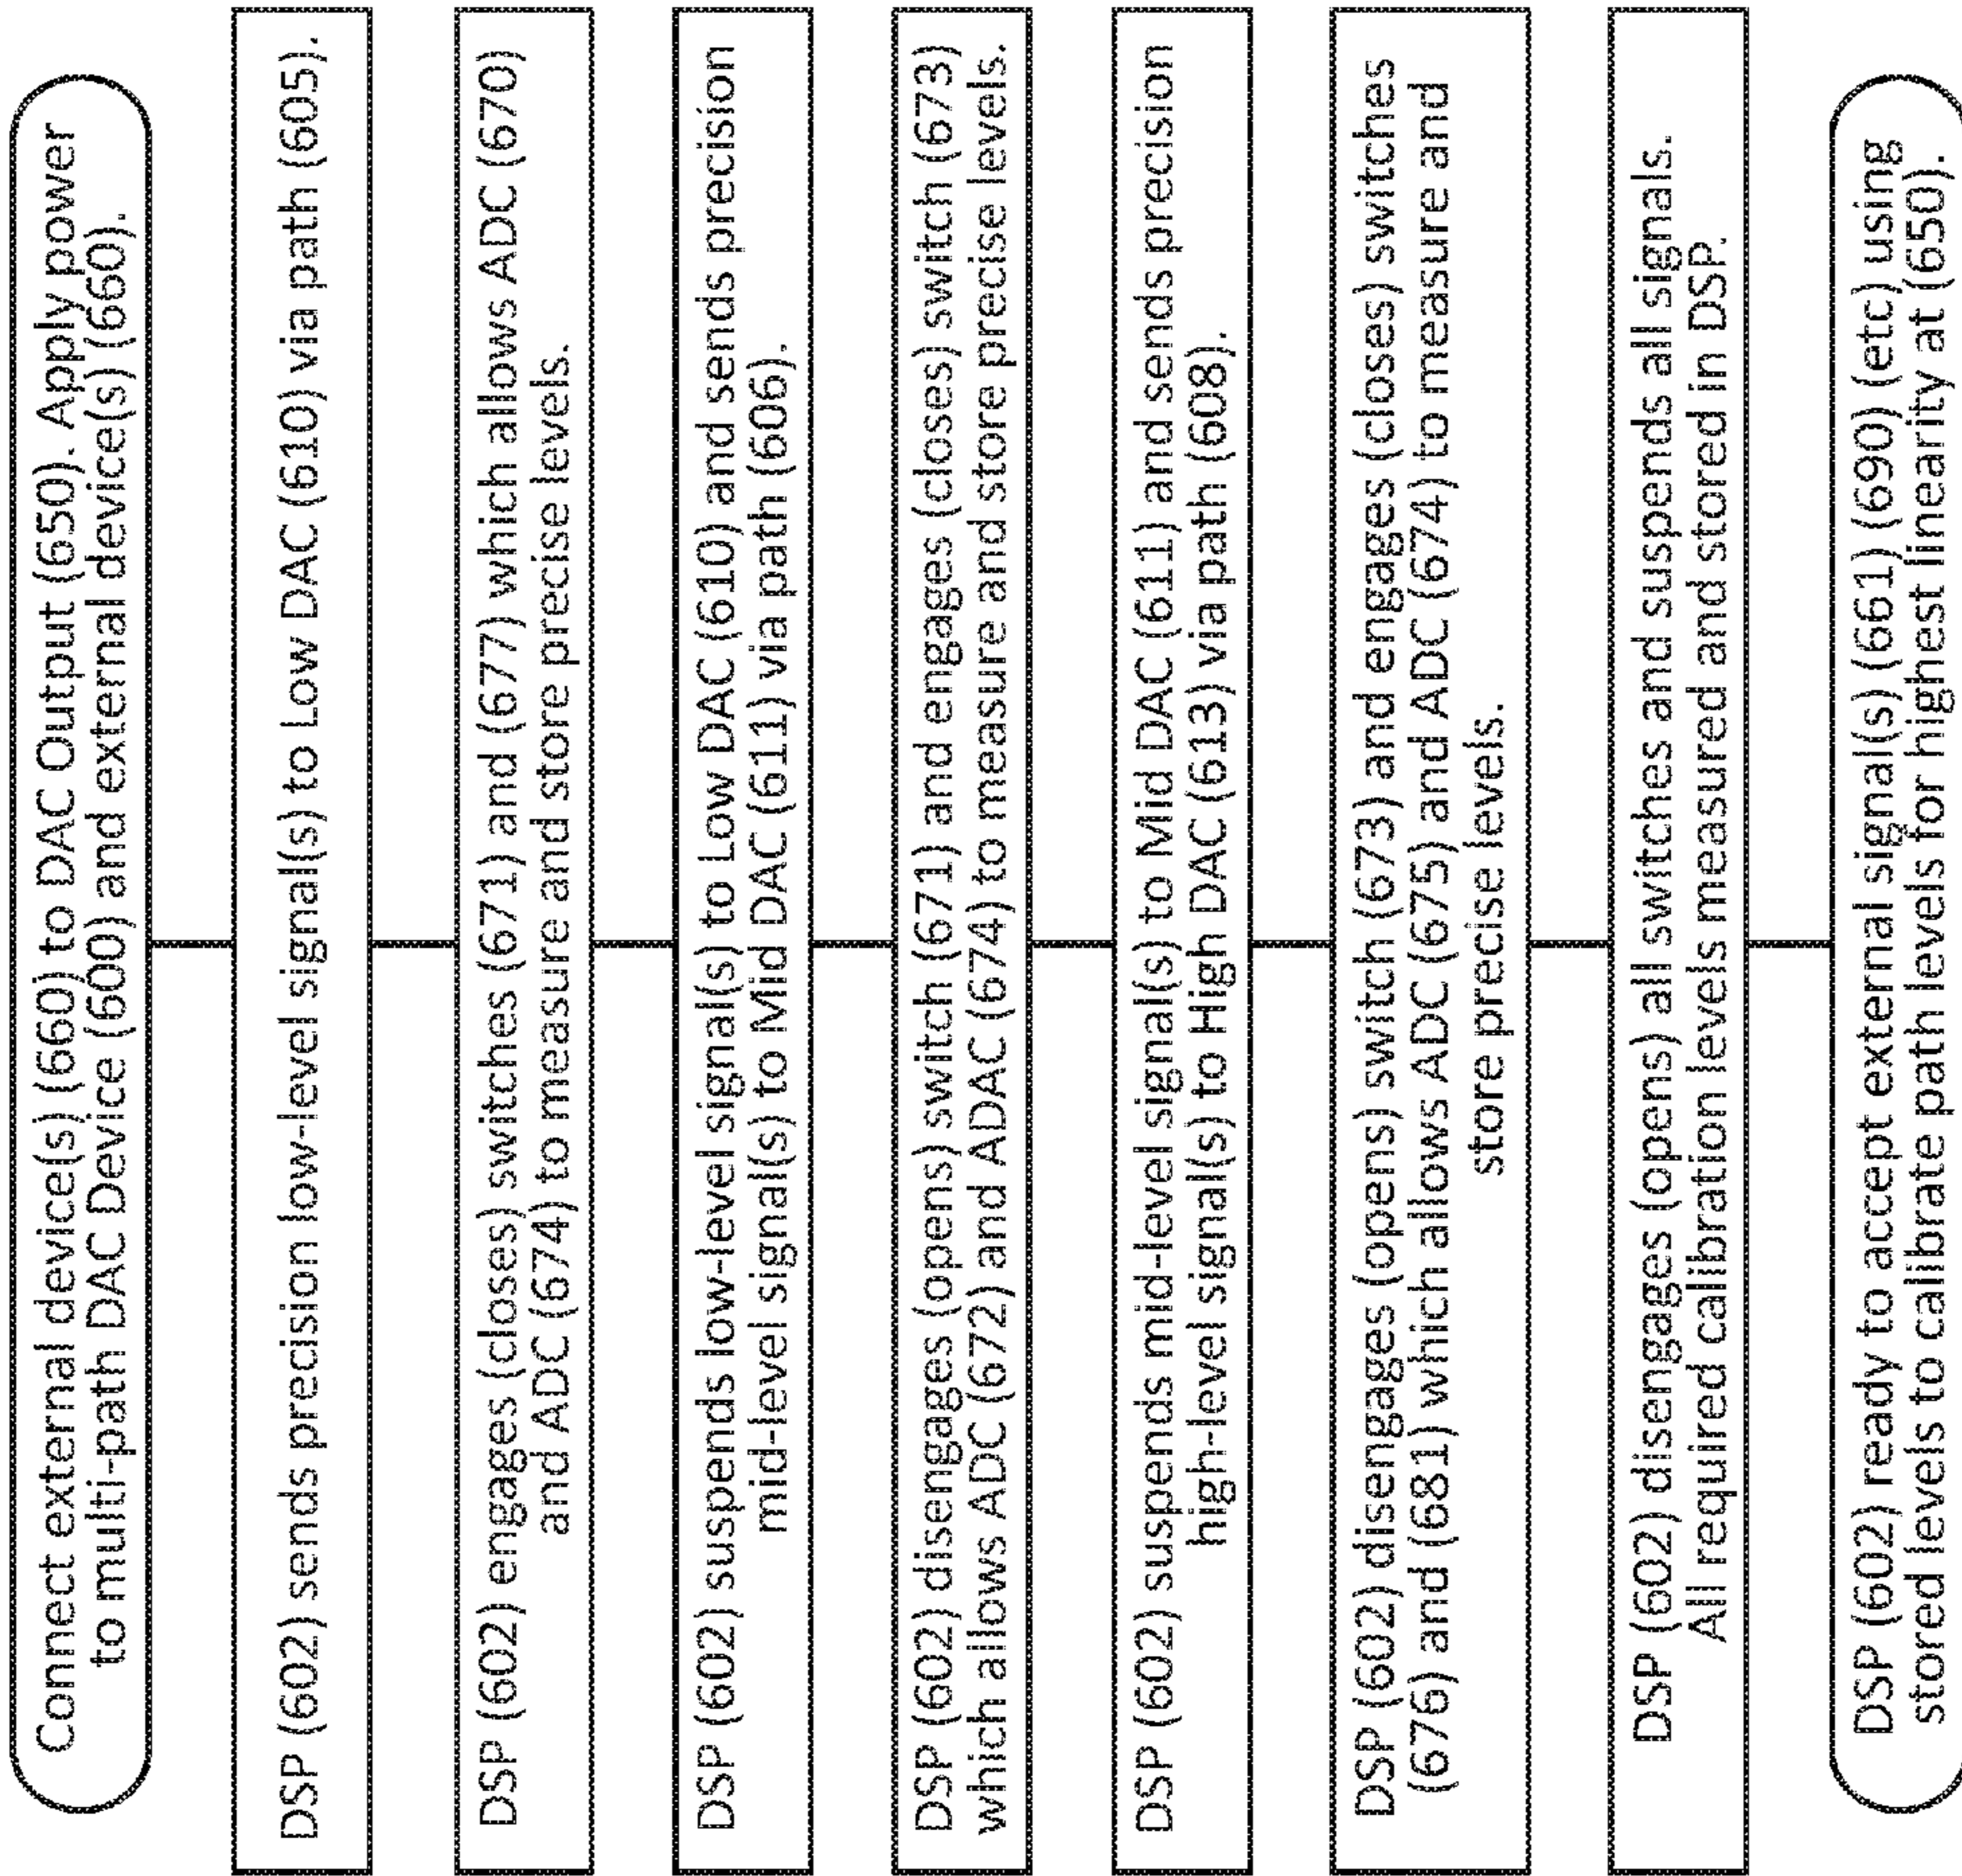 Connect external device(s) (660) to DAC Output (650). Apply power
to multi-path DAC Device (600) and external device(s) (660).
DSP (602) sends precision low-level signal(s) to Low DAC (610) via path (605).
DSP (602) engages (closes) switches (671) and (677) which allows ADC (670)
and ADC (674) to measure and store precise levels.
DSP (602) suspends low-level signal(s) to Low DAC (610) and sends precision
mid-level signal(s) to Mid DAC (611) via path (606).
DSP (602) disengages (opens) switch (671) and engages (closes) switch (673)
which allows ADC (672) and ADAC (674) to measure and store precise levels.
DSP (602) suspends mid-level signal(s) to Mid DAC (611) and sends precision
high-level signal(s) to High DAC (613) via path (608).
DSP (602) disengages (opens) switch (673) and engages (closes) switches
(676) and (681) which allows ADC (675) and ADC (674) to measure and
store precise levels.
DSP (602) disengages (opens) all switches and suspends all signals.
All required calibration levels measured and stored in DSP.
DSP (602) ready to accept external signal(s) (661) (690) (etc) using
stored levels to calibrate path levels for highest linearity at (650).